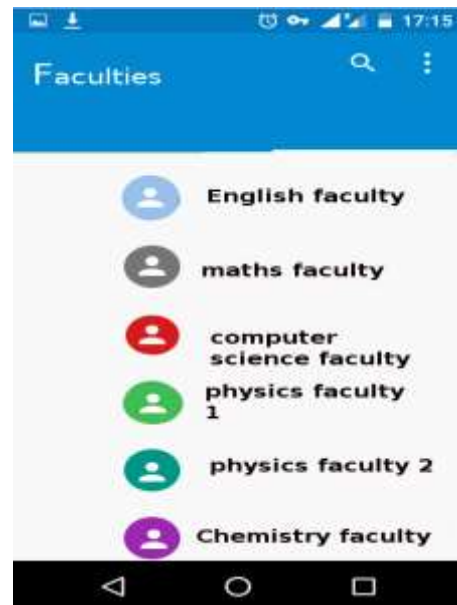 17:15
Faculties
English faculty
maths faculty
computer
science faculty
physics faculty
1
physics faculty 2
Chemistry faculty